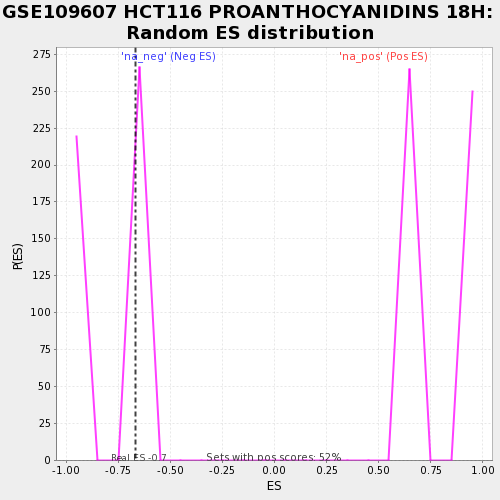 GSE109607 HCT116 PROANTHOCYANIDINS 18H:
Random ES distribution
'na_neg' (Neg ES)
'na_pos' (Pos ES)
275
250
225
200
175
150
125
100
75
50
25
0
P(ES)
Real ES -0.7
Sets with pos scores: 52%
-1.00 -0.75 -0.50 -0.25 0.00 0.25 0.50 0.75 1.00
ES